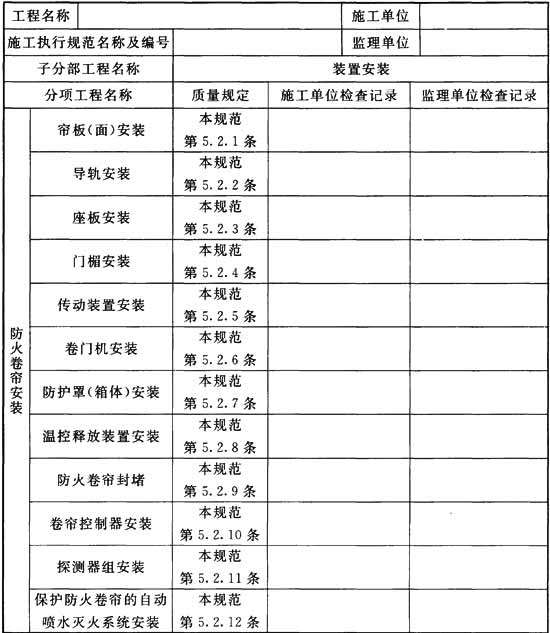 工程名称 施工单位
施工执行规范名称及编号 监理单位
子分部工程名称 装置安装
分项工程名称 质量规定 施工单位检查记录 监理单位检查记录
防火卷帘安装
帘板(面)安装 本规范
第5.2.1条
导轨安装 本规范
第5.2.2条
座板安装 本规范
第5.2.3条
门楣安装 本规范
第5.2.4条
传动装置安装 本规范
第5.2.5条
卷门机安装 本规范
第5.2.6条
防护罩(箱体)安装 本规范
第5.2.7条
温控释放装置安装 本规范
第5.2.8条
防火卷帘封堵 本规范
第5.2.9条
卷帘控制器安装 本规范
第5.2.10条
探测器组安装 本规范
第5.2.11条
保护防火卷帘的自动 本规范
喷水灭火系统安装 第5.2.12条